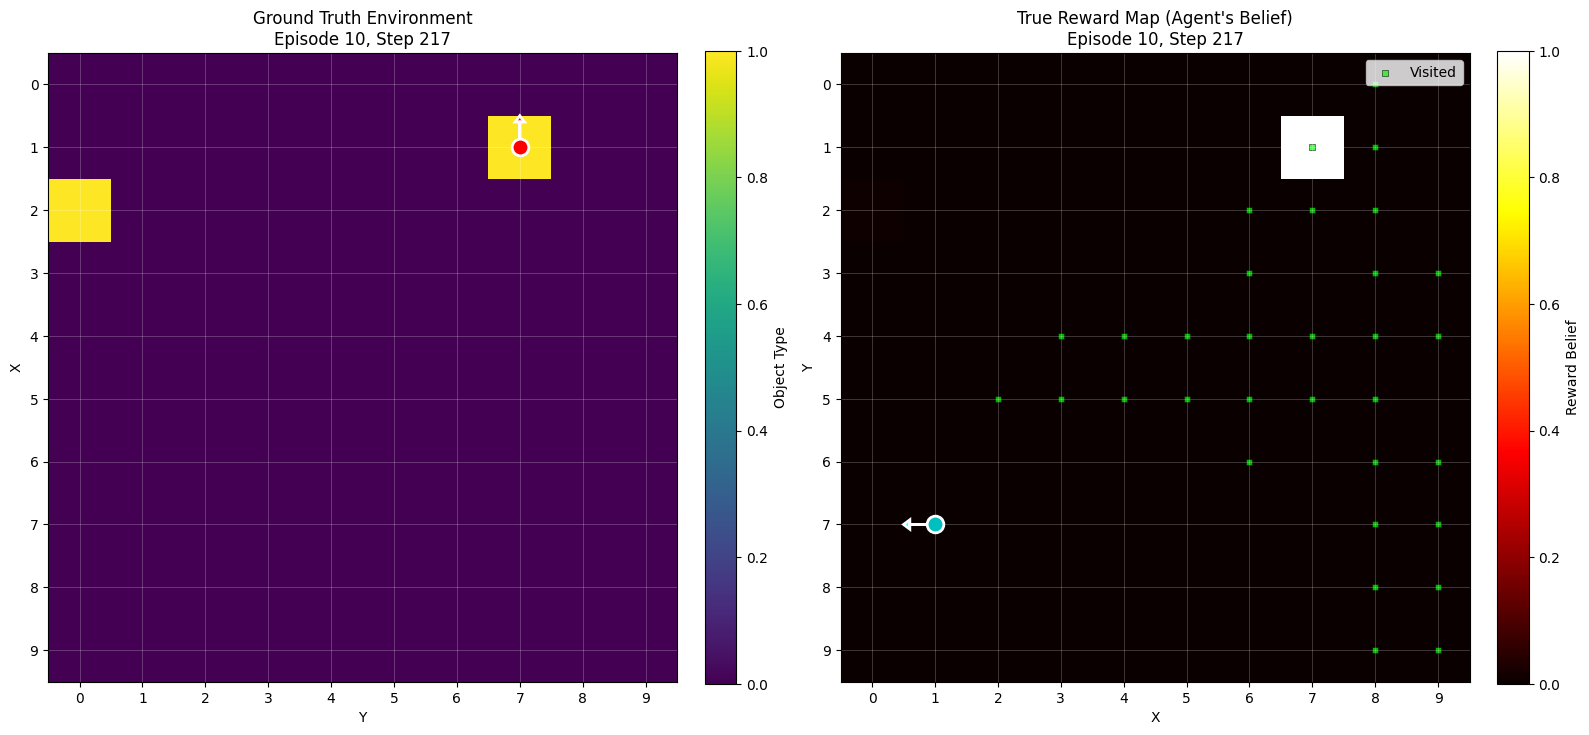 Ground Truth Environment
Episode 10, Step 217
0
1
2
3
4
5
6
7
8
9
X
0 1 2 3 4 5 6 7 8 9
Y
1.0
0.8
0.6
0.4
0.2
0.0
Object Type
True Reward Map (Agent's Belief)
Episode 10, Step 217
Visited
0
1
2
3
4
5
6
7
8
9
Y
0 1 2 3 4 5 6 7 8 9
X
1.0
0.8
0.6
0.4
0.2
0.0
Reward Belief